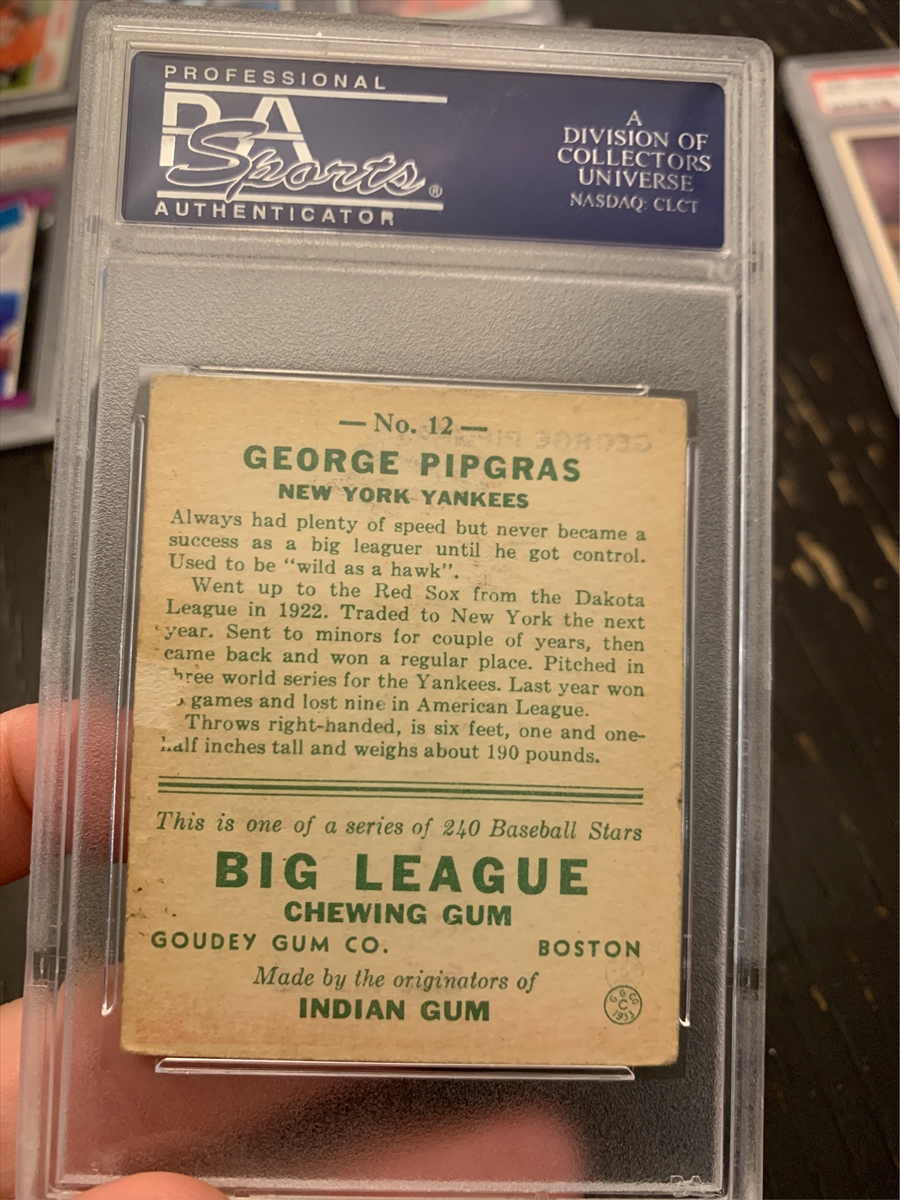 PROFESSIONAL
PSA
Sports®
AUTHENTICATOR
A
DIVISION OF
COLLECTORS
UNIVERSE
NASDAQ: CLCT
— No. 12 —
GEORGE PIPGRAS
NEW YORK YANKEES
Always had plenty of speed but never became a
success as a big leaguer until he got control.
Used to be "wild as a hawk".
Went up to the Red Sox from the Dakota
League in 1922. Traded to New York the next
year. Sent to minors for couple of years, then
came back and won a regular place. Pitched in
hree world series for the Yankees. Last year won
games and lost nine in American League.
Throws right-handed, is six feet, one and one-
half inches tall and weighs about 190 pounds.
This is one of a series of 240 Baseball Stars
BIG LEAGUE
CHEWING GUM
GOUDEY GUM CO. BOSTON
Made by the originators of
INDIAN GUM
G G CO
C
1933